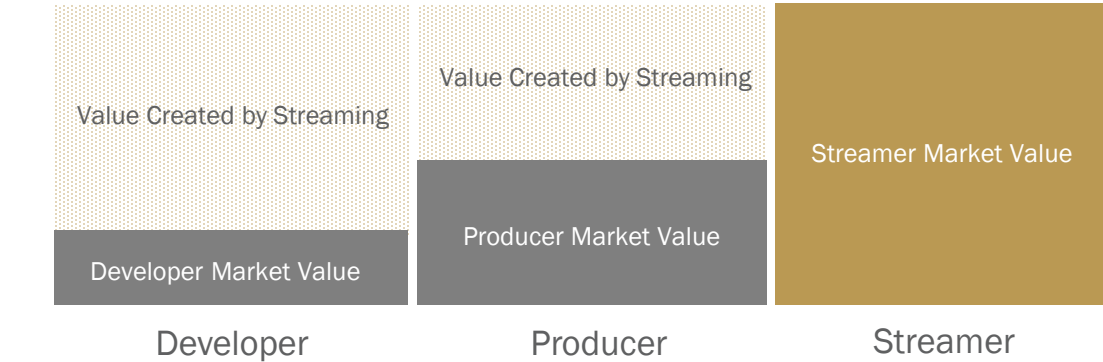 Value Created by Streaming
Developer Market Value
Value Created by Streaming
Producer Market Value
Streamer Market Value
Developer
Producer
Streamer